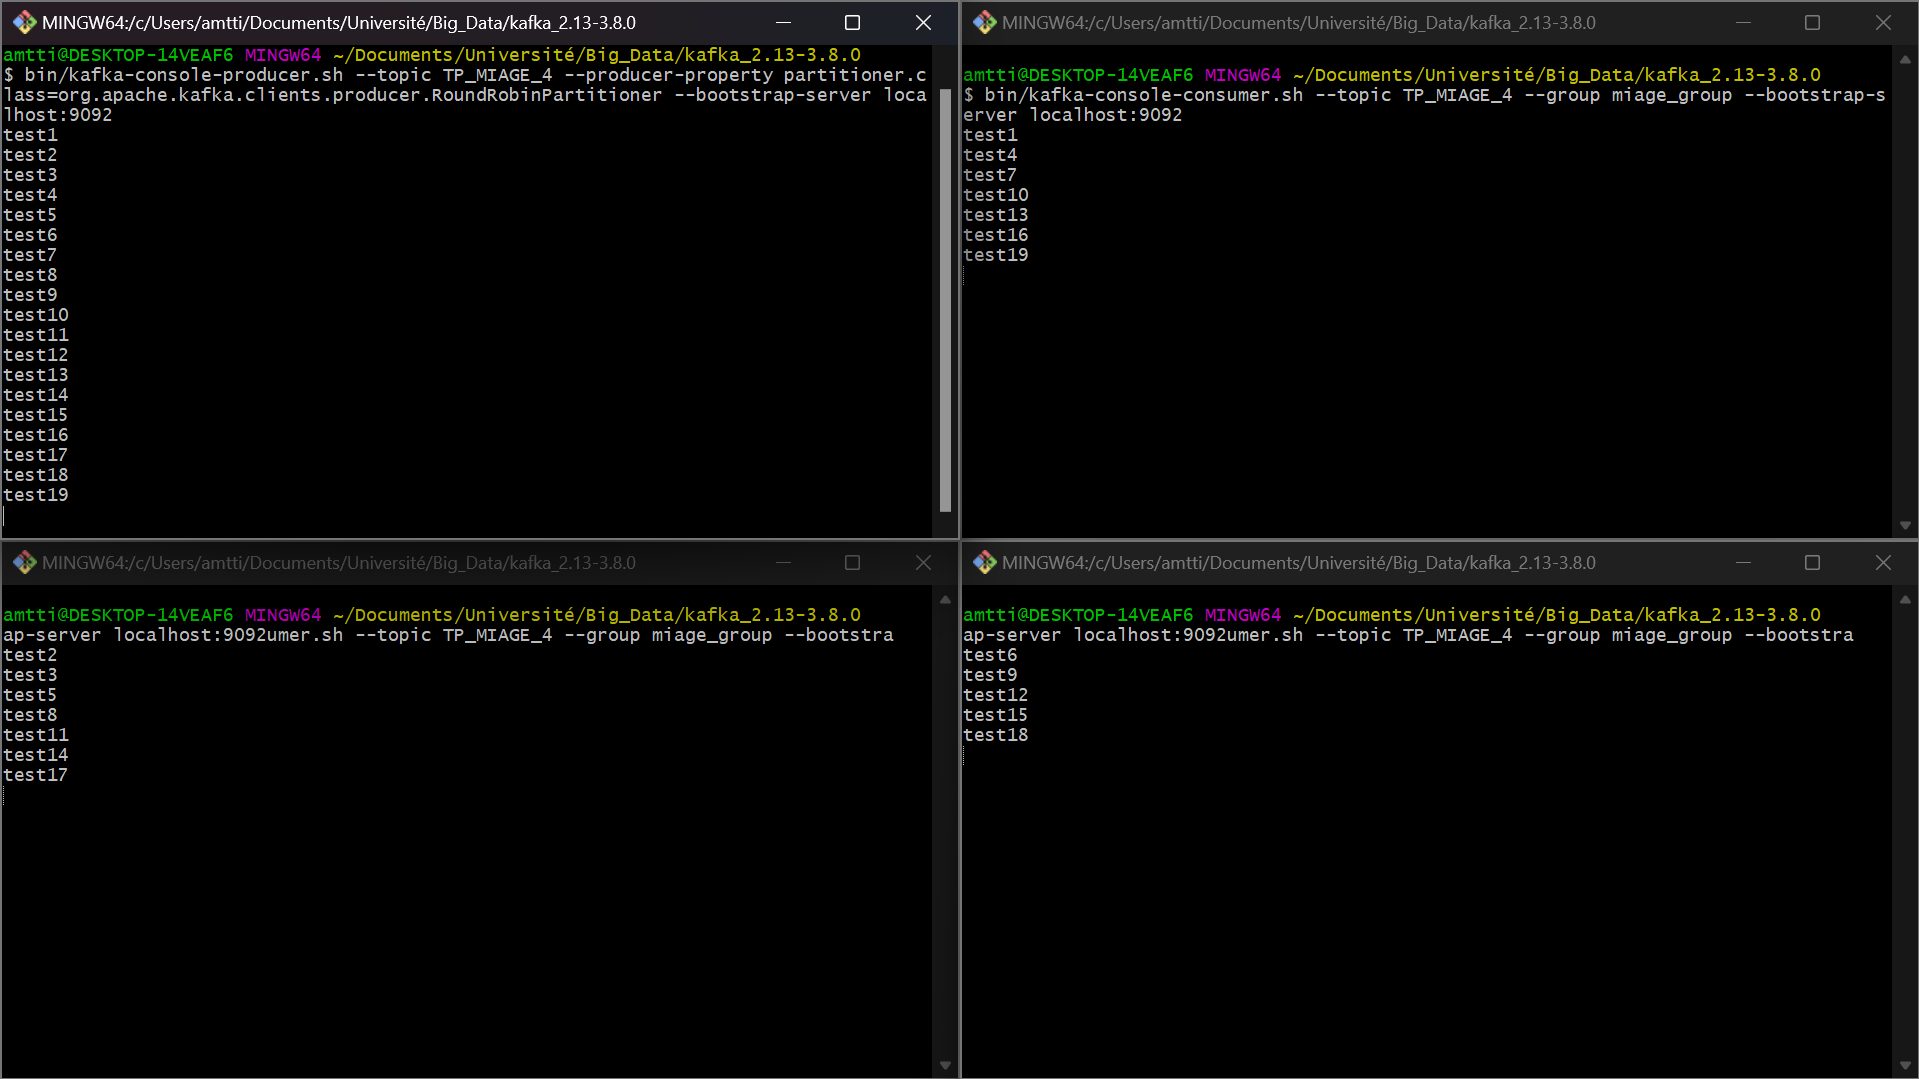 MINGW64:/c/Users/amtti/Documents/Université/Big_Data/kafka_2.13-3.8.0
amtti@DESKTOP-14VEAF6 MINGW64 ~/Documents/Université/Big_Data/kafka_2.13-3.8.0
$ bin/kafka-console-producer.sh --topic TP_MIAGE_4 --producer-property partitioner.c
lass=org.apache.kafka.clients.producer.RoundRobinPartitioner --bootstrap-server loca
lhost:9092
test1
test2
test3
test4
test5
test6
test7
test8
test9
test10
test11
test12
test13
test14
test15
test16
test17
test18
test19
MINGW64:/c/Users/amtti/Documents/Université/Big_Data/kafka_2.13-3.8.0
amtti@DESKTOP-14VEAF6 MINGW64 ~/Documents/Université/Big_Data/kafka_2.13-3.8.0
$ bin/kafka-console-consumer.sh --topic TP_MIAGE_4 --group miage_group --bootstrap-s
erver localhost:9092
test1
test4
test7
test10
test13
test16
test19
MINGW64:/c/Users/amtti/Documents/Université/Big_Data/kafka_2.13-3.8.0
amtti@DESKTOP-14VEAF6 MINGW64 ~/Documents/Université/Big_Data/kafka_2.13-3.8.0
ap-server localhost:9092umer.sh --topic TP_MIAGE_4 --group miage_group --bootstra
test2
test3
test5
test8
test11
test14
test17
MINGW64:/c/Users/amtti/Documents/Université/Big_Data/kafka_2.13-3.8.0
amtti@DESKTOP-14VEAF6 MINGW64 ~/Documents/Université/Big_Data/kafka_2.13-3.8.0
ap-server localhost:9092umer.sh --topic TP_MIAGE_4 --group miage_group --bootstra
test6
test9
test12
test15
test18